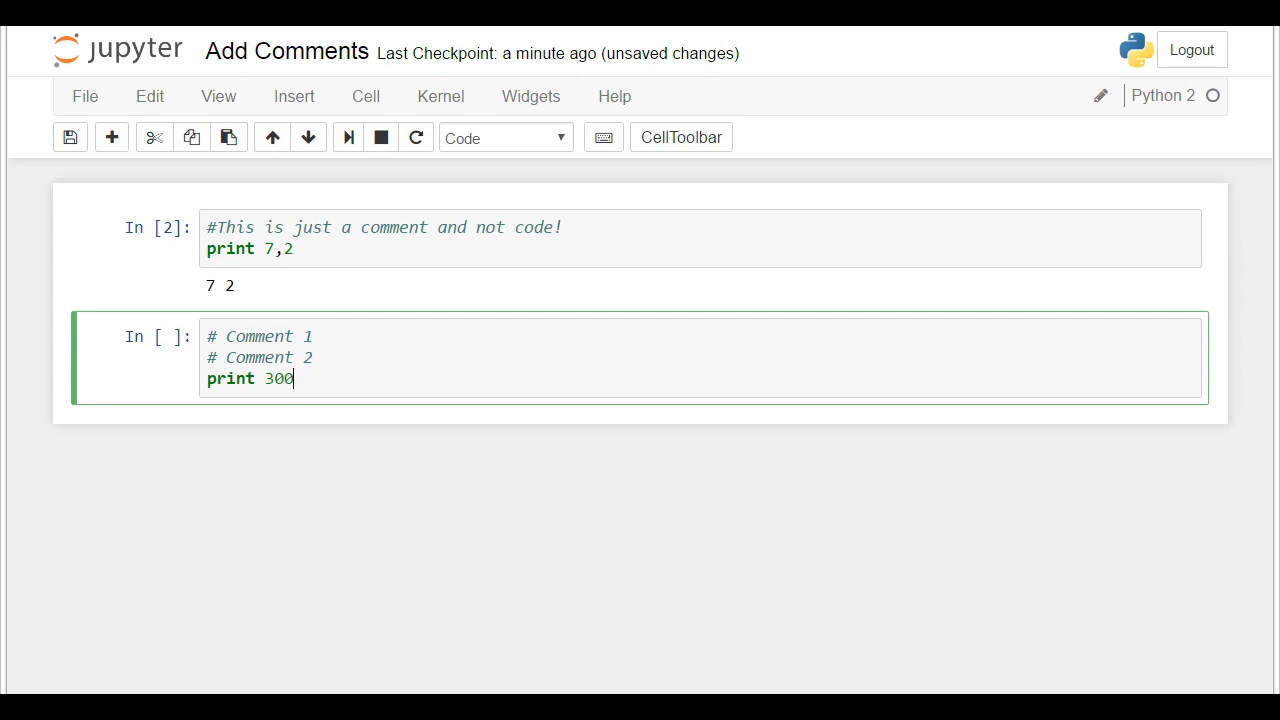 jupyter Add Comments Last Checkpoint: a minute ago (unsaved changes) Logout
File Edit View Insert Cell Kernel Widgets Help Python 2
Code CellToolbar
In [2]: #This is just a comment and not code!
print 7,2
7 2
In [ ]: # Comment 1
# Comment 2
print 300